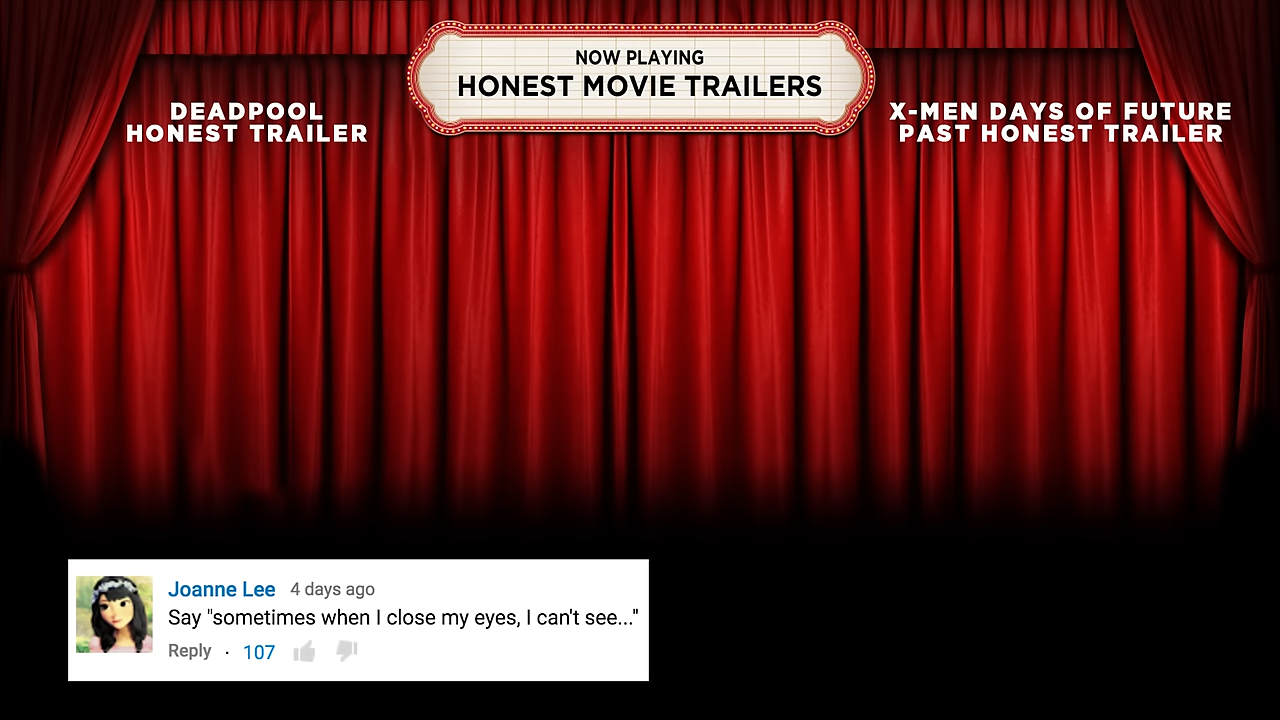 NOW PLAYING
HONEST MOVIE TRAILERS
DEADPOOL
HONEST TRAILER
X-MEN DAYS OF FUTURE
PAST HONEST TRAILER
Joanne Lee 4 days ago
Say "sometimes when I close my eyes, I can't see..."
Reply · 107